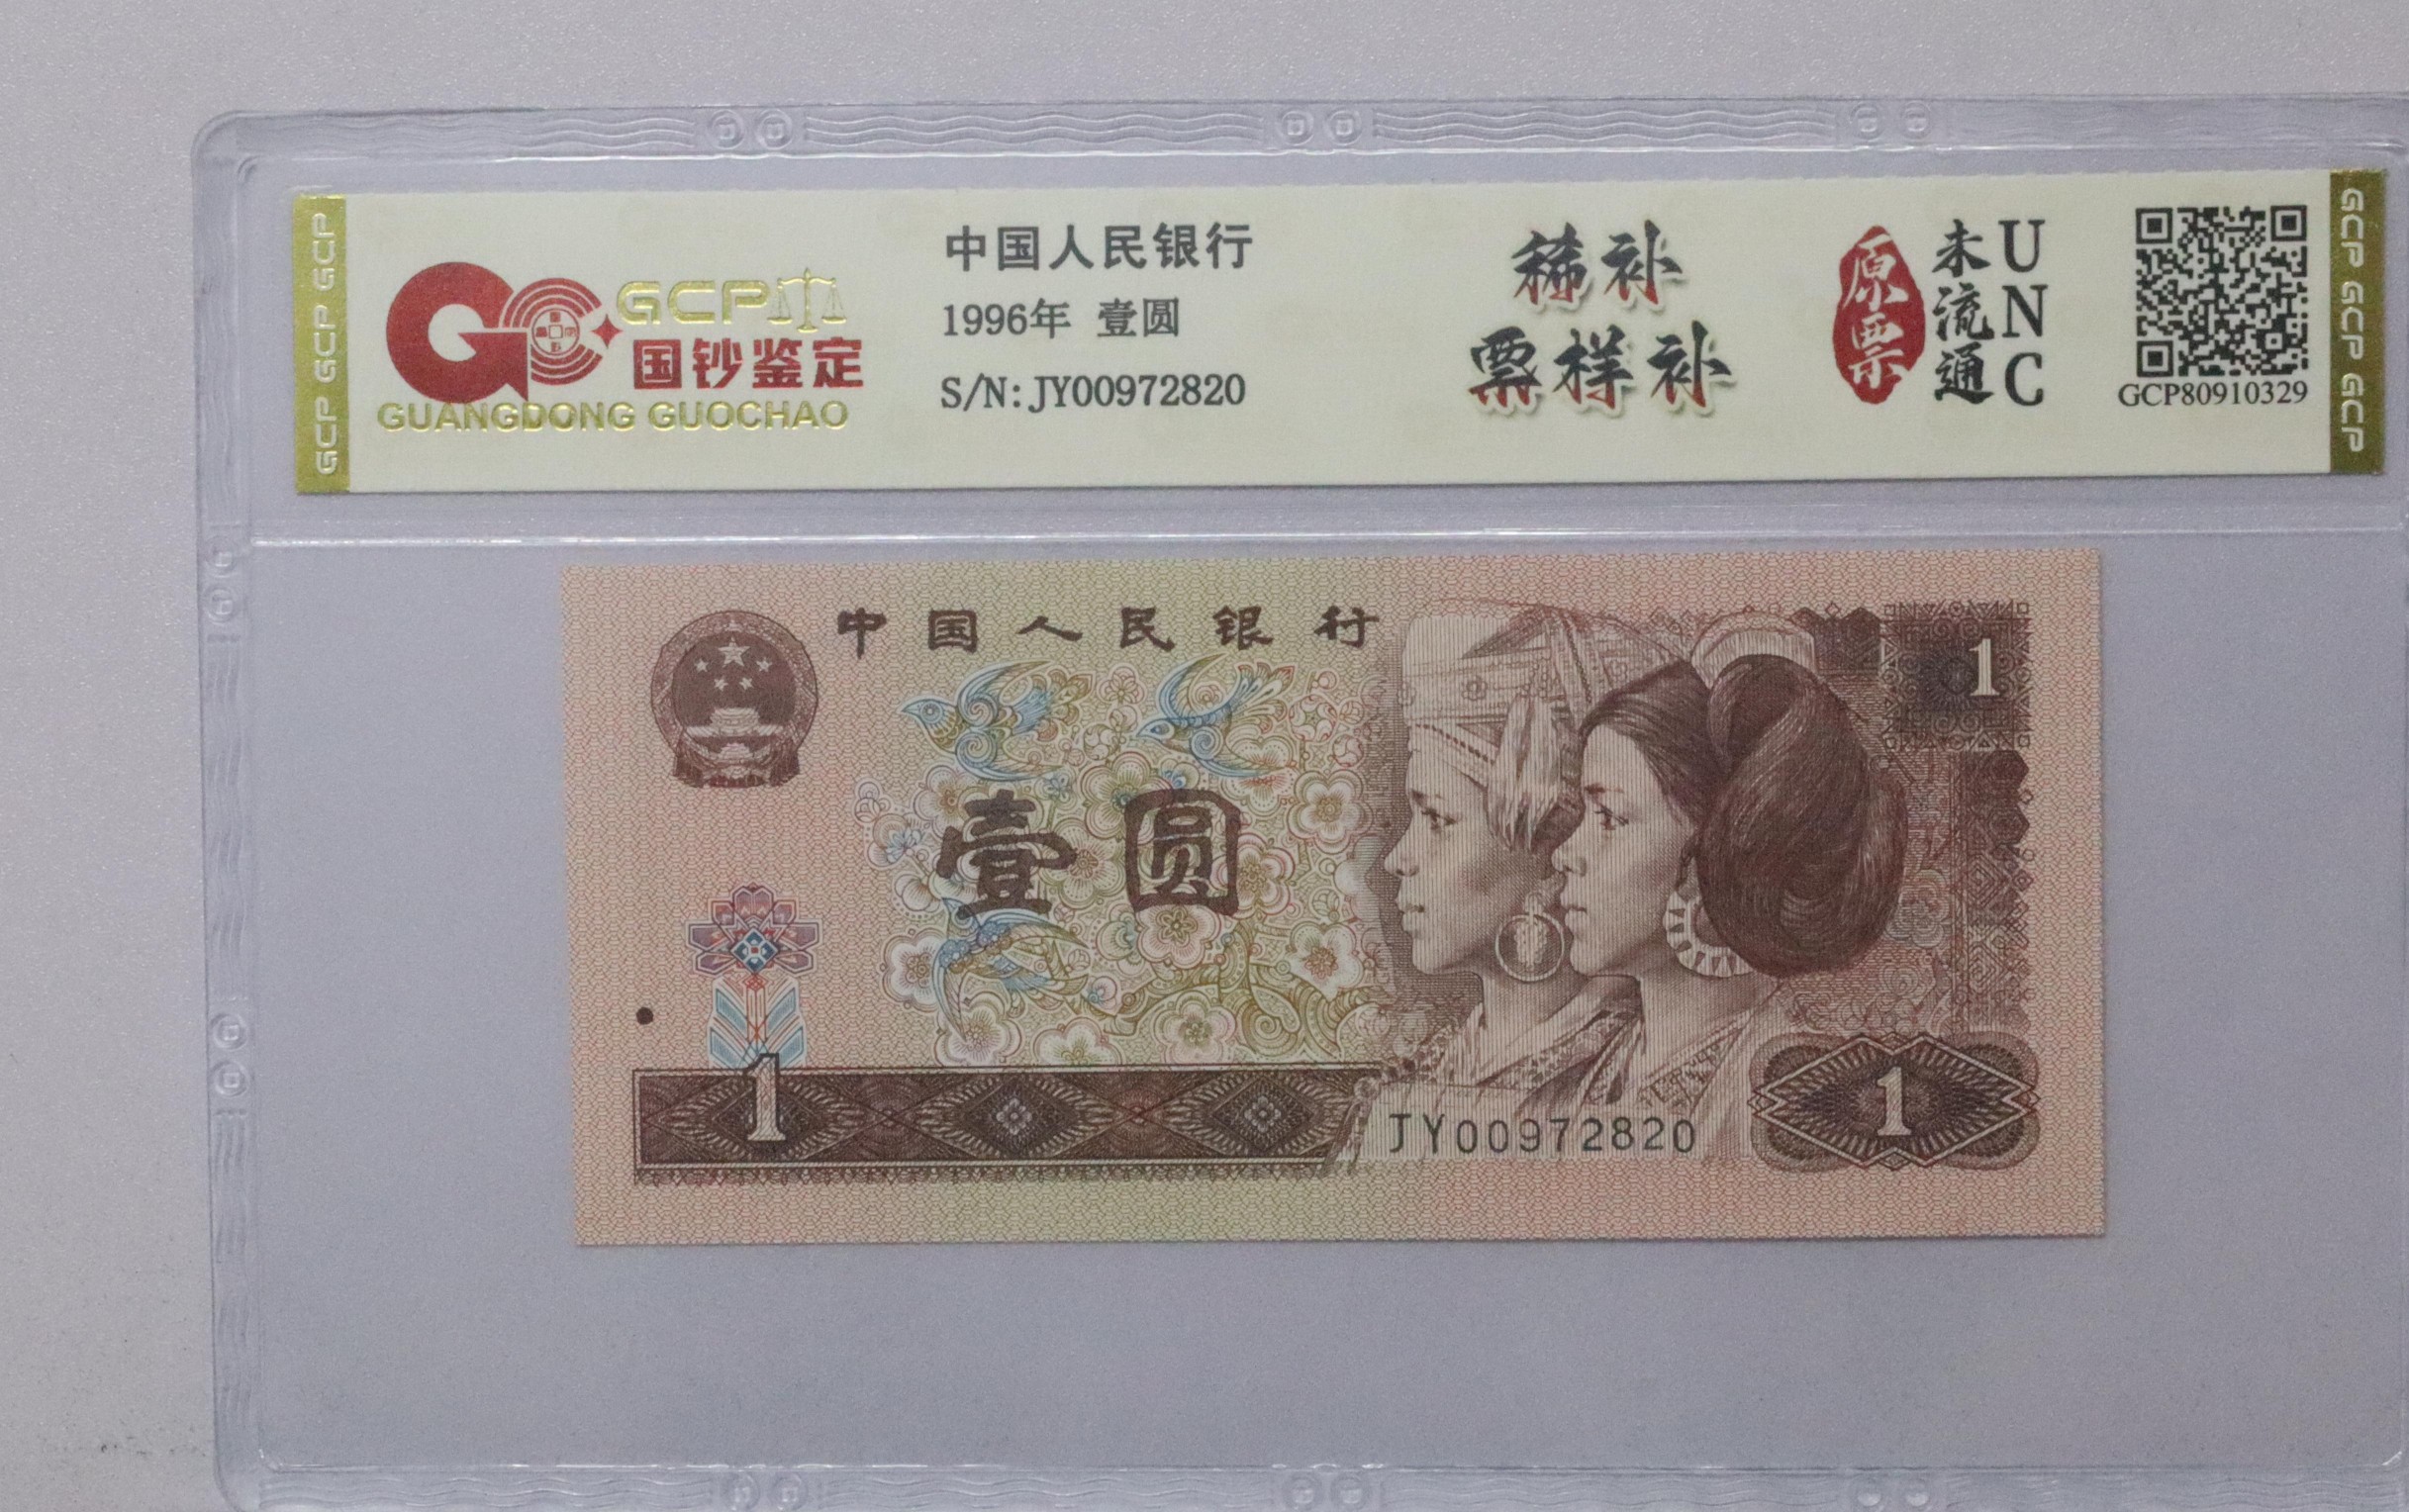 GCP GCP GCP
GCP
国钞鉴定
GUANGDONG GUOCHAO
中国人民银行
1996年 壹圆
S/N: JY00972820
稀补
票样补
原票
未流通
UNC
GCP80910329
GCP GCP GCP
中国人民银行
1
壹圆
1
JY00972820
1